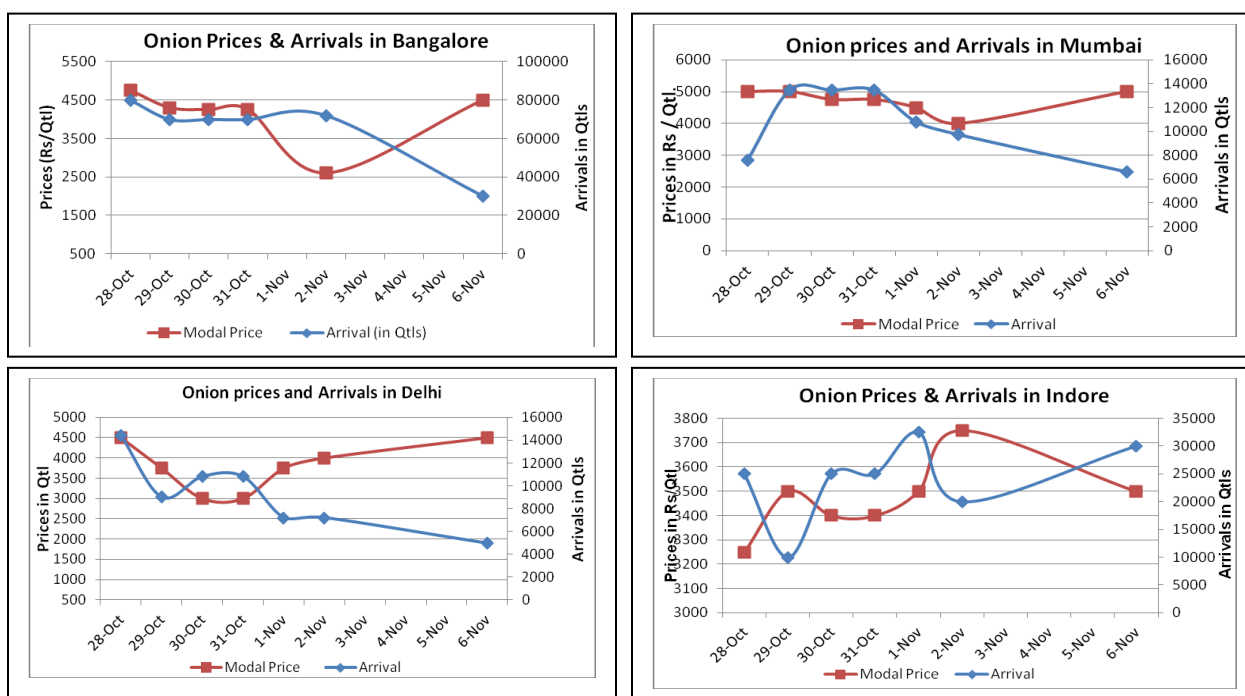 Onion Prices & Arrivals in Bangalore
5500
4500
3500
2500
1500
500
Prices (Rs/Qtl)
100000
80000
60000
40000
20000
0
Arrivals in Qtls
28-Oct
29-Oct
30-Oct
31-Oct
1-Nov
2-Nov
3-Nov
4-Nov
5-Nov
6-Nov
Modal Price
Arrival (in Qtls)
Onion prices and Arrivals in Mumbai
6000
5000
4000
3000
2000
1000
0
Prices in Rs / Qtl.
16000
14000
12000
10000
8000
6000
4000
2000
0
Arrivals in Qtls
28-Oct
29-Oct
30-Oct
31-Oct
1-Nov
2-Nov
3-Nov
4-Nov
5-Nov
6-Nov
Modal Price
Arrival
Onion prices and Arrivals in Delhi
5000
4500
4000
3500
3000
2500
2000
1500
1000
500
Prices in Qtl
16000
14000
12000
10000
8000
6000
4000
2000
0
Arrivals in Qtls
28-Oct
29-Oct
30-Oct
31-Oct
1-Nov
2-Nov
3-Nov
4-Nov
5-Nov
6-Nov
Modal Price
Arrival
Onion Prices & Arrivals in Indore
3800
3700
3600
3500
3400
3300
3200
3100
3000
Prices in Rs/Qtl
35000
30000
25000
20000
15000
10000
5000
0
Arrivals in Qtls
28-Oct
29-Oct
30-Oct
31-Oct
1-Nov
2-Nov
3-Nov
4-Nov
5-Nov
6-Nov
Modal Price
Arrival